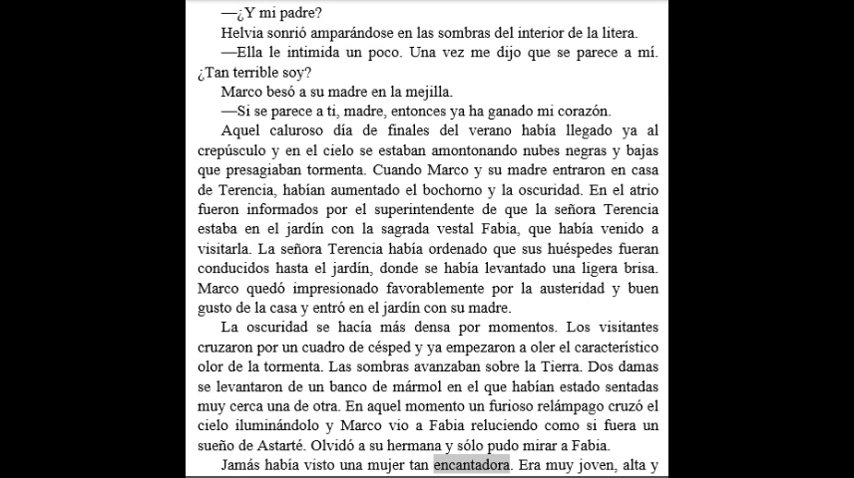 —¿Y mi padre?
Helvia sonrió amparándose en las sombras del interior de la litera.
—Ella le intimida un poco. Una vez me dijo que se parece a mí.
¿Tan terrible soy?
Marco besó a su madre en la mejilla.
—Si se parece a ti, madre, entonces ya ha ganado mi corazón.
Aquel caluroso día de finales del verano había llegado ya al
crepúsculo y en el cielo se estaban amontonando nubes negras y bajas
que presagiaban tormenta. Cuando Marco y su madre entraron en casa
de Terencia, habían aumentado el bochorno y la oscuridad. En el atrio
fueron informados por el superintendente de que la señora Terencia
estaba en el jardín con la sagrada vestal Fabia, que había venido a
visitarla. La señora Terencia había ordenado que sus huéspedes fueran
conducidos hasta el jardín, donde se había levantado una ligera brisa.
Marco quedó impresionado favorablemente por la austeridad y buen
gusto de la casa y entró en el jardín con su madre.
La oscuridad se hacía más densa por momentos. Los visitantes
cruzaron por un cuadro de césped y ya empezaron a oler el característico
olor de la tormenta. Las sombras avanzaban sobre la Tierra. Dos damas
se levantaron de un banco de mármol en el que habían estado sentadas
muy cerca una de otra. En aquel momento un furioso relámpago cruzó el
cielo iluminándolo y Marco vio a Fabia reluciendo como si fuera un
sueño de Astarté. Olvidó a su hermana y sólo pudo mirar a Fabia.
Jamás había visto una mujer tan encantadora. Era muy joven, alta y